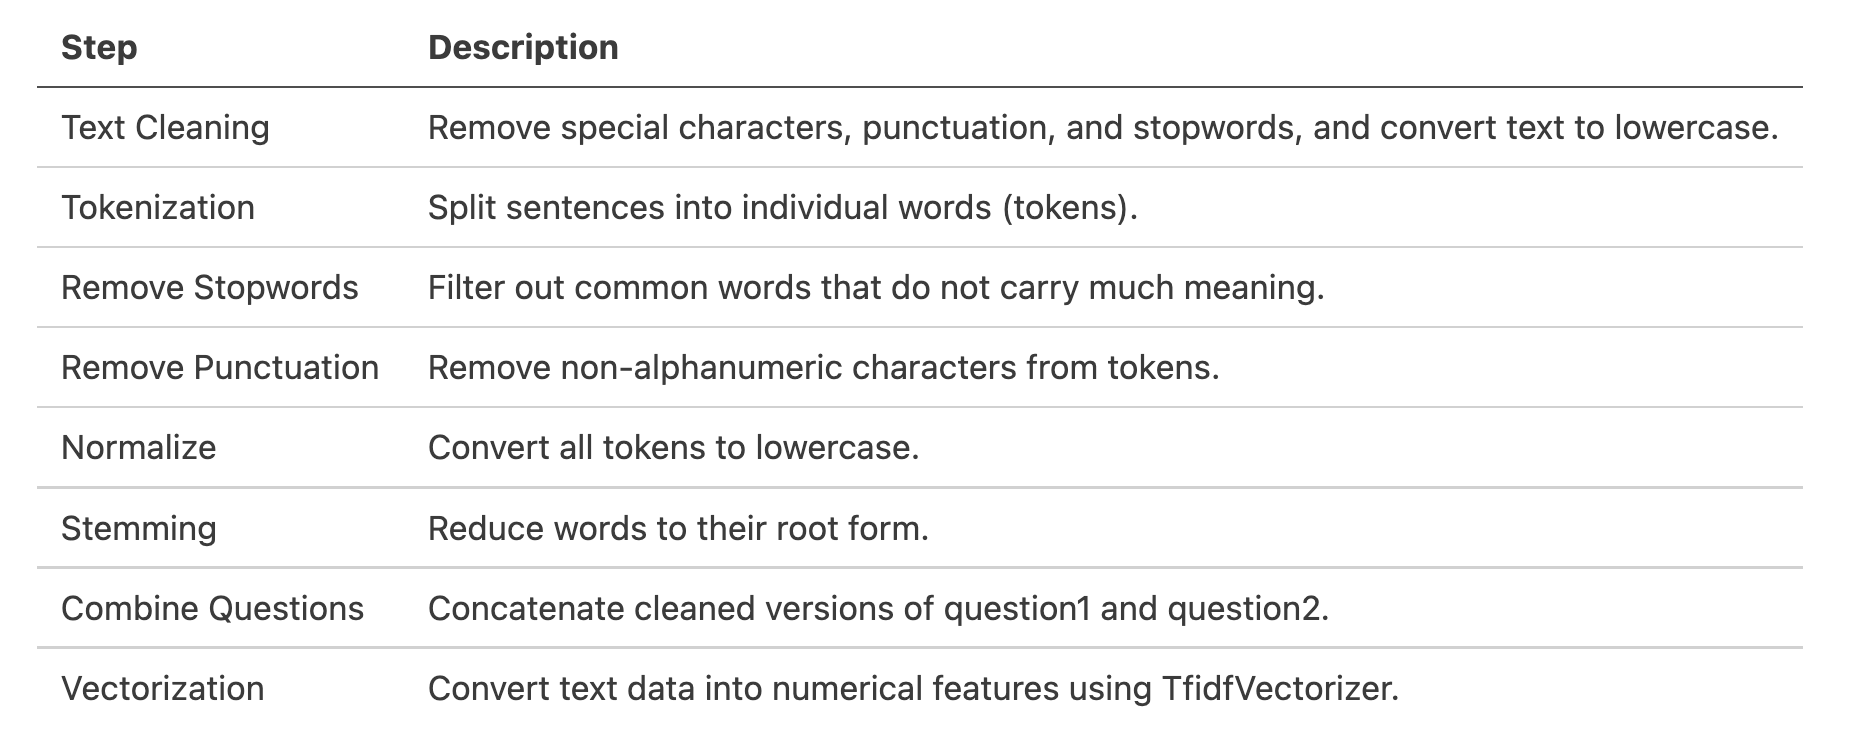 Step Description
Text Cleaning Remove special characters, punctuation, and stopwords, and convert text to lowercase.
Tokenization Split sentences into individual words (tokens).
Remove Stopwords Filter out common words that do not carry much meaning.
Remove Punctuation Remove non-alphanumeric characters from tokens.
Normalize Convert all tokens to lowercase.
Stemming Reduce words to their root form.
Combine Questions Concatenate cleaned versions of question1 and question2.
Vectorization Convert text data into numerical features using TfidfVectorizer.